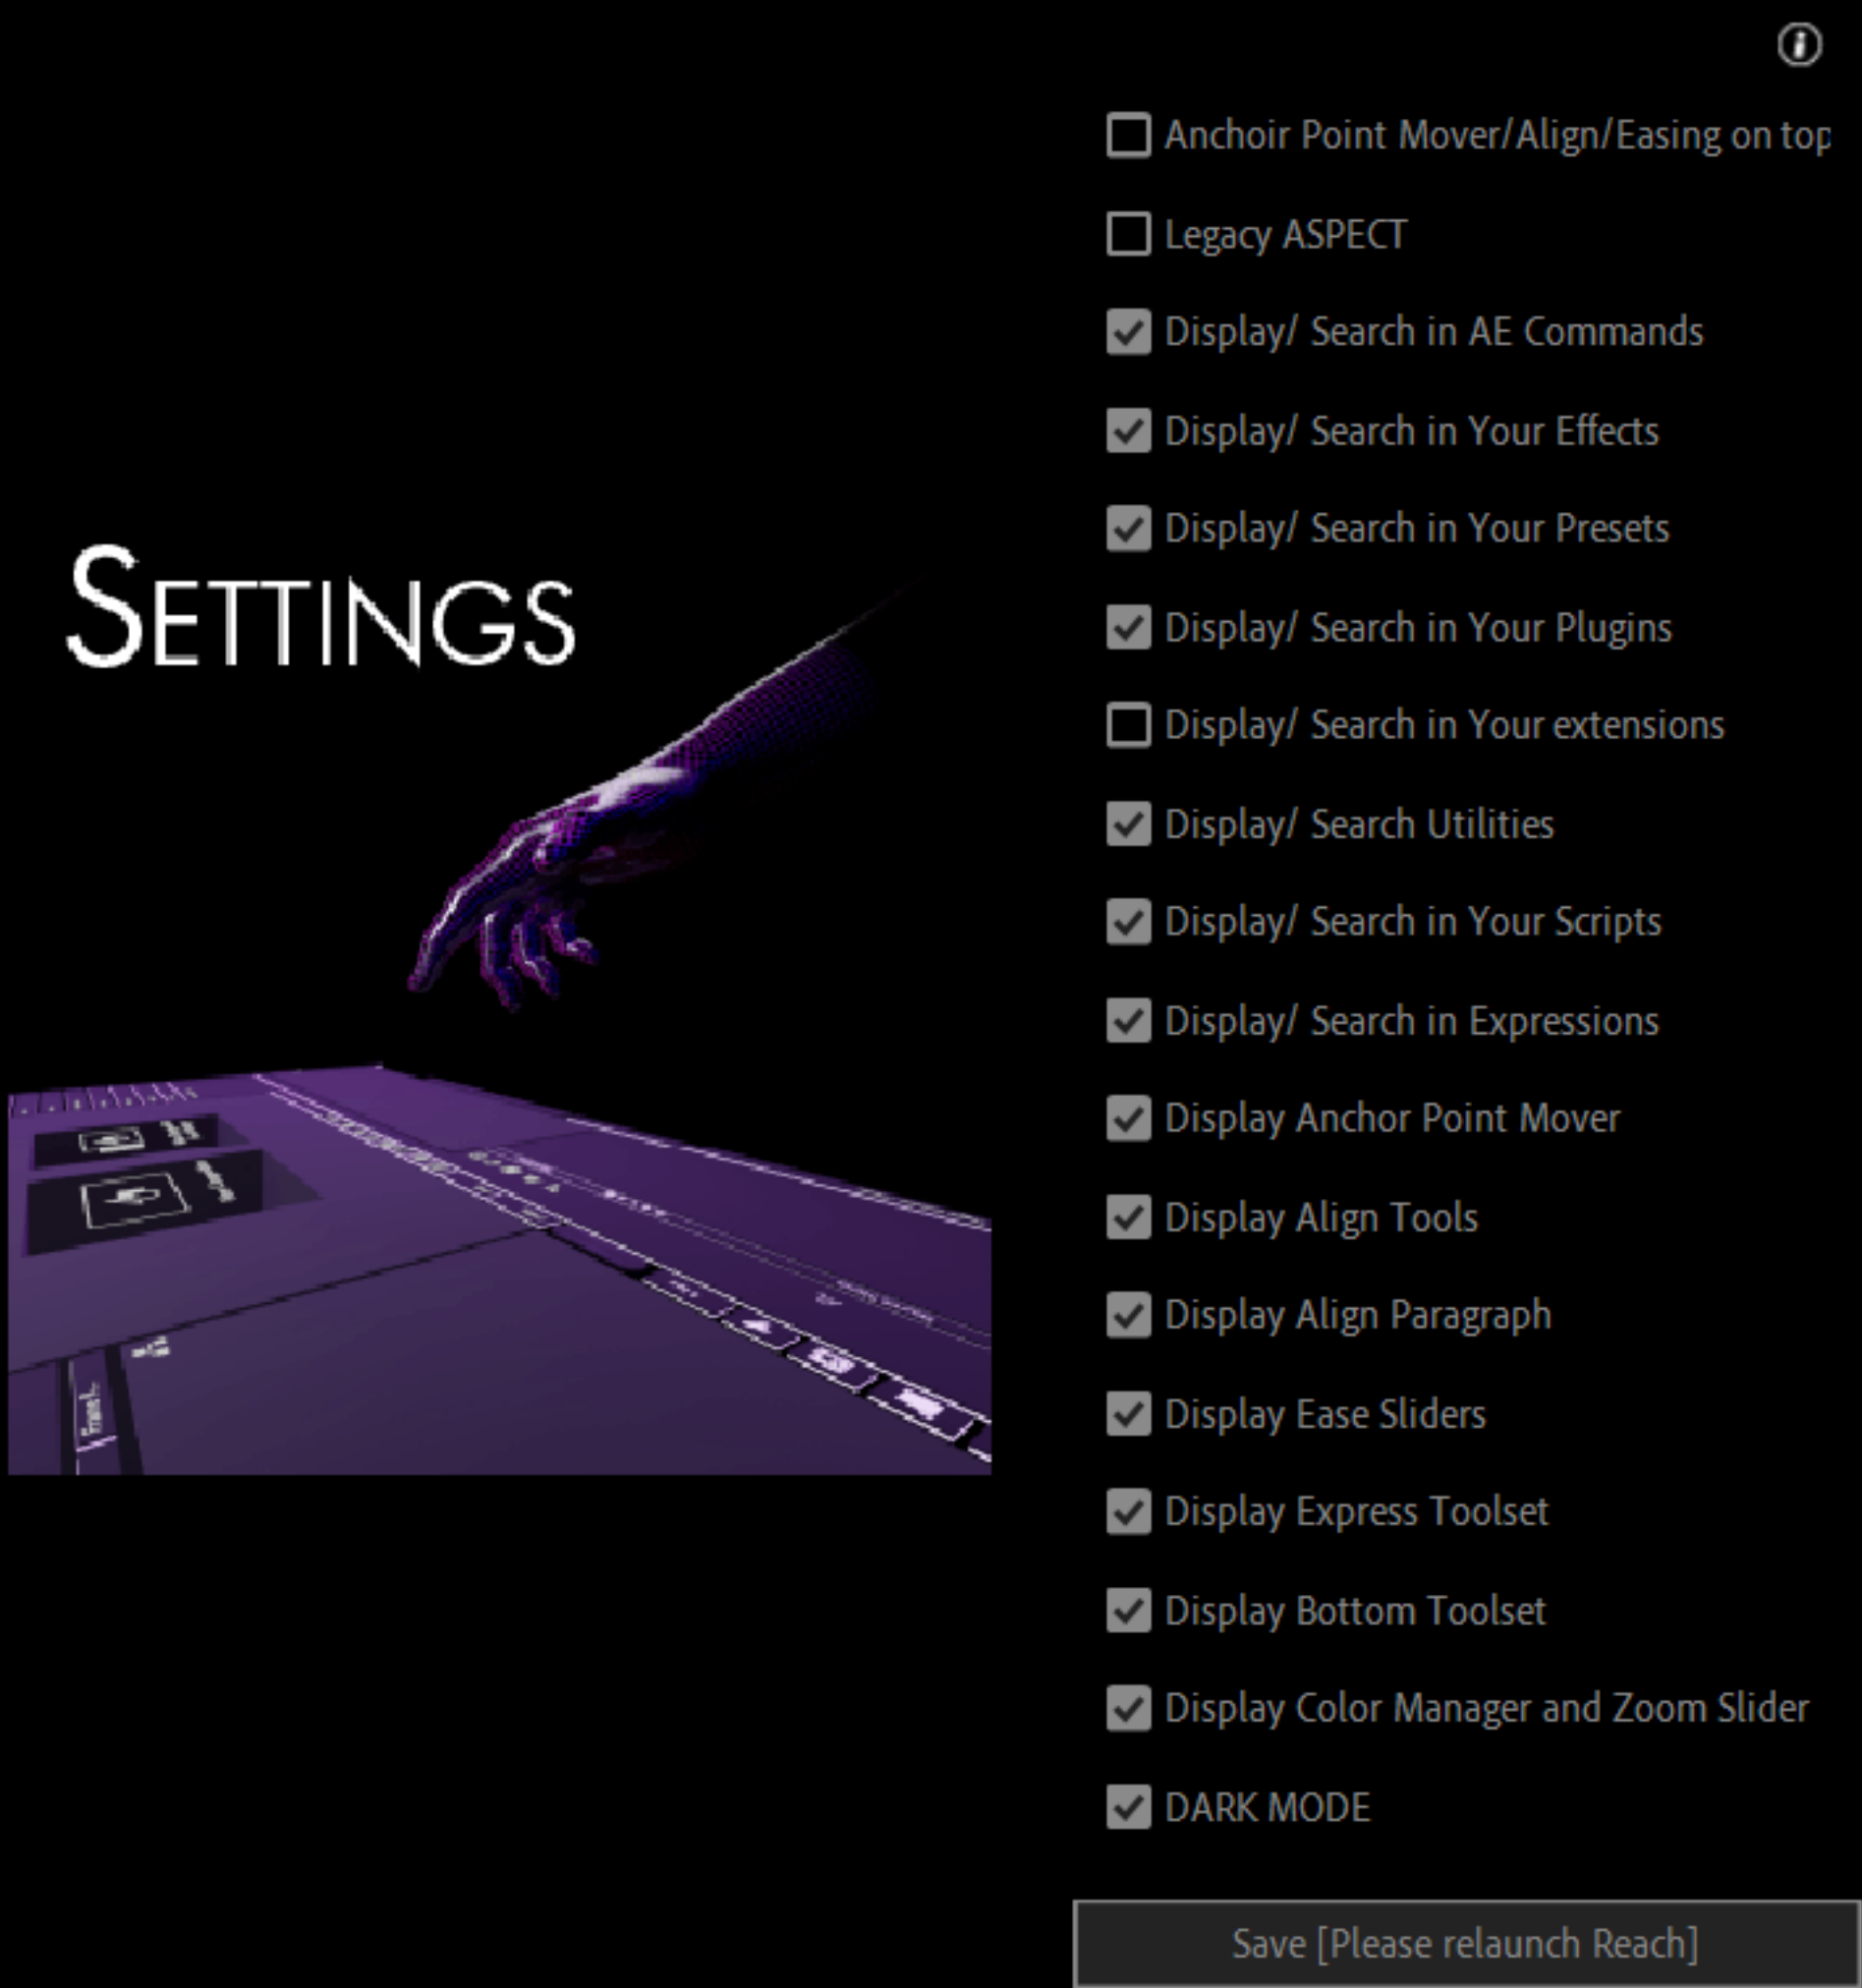 SETTINGS
Anchoir Point Mover/Align/Easing on top
Legacy ASPECT
Display/ Search in AE Commands
Display/ Search in Your Effects
Display/ Search in Your Presets
Display/ Search in Your Plugins
Display/ Search in Your extensions
Display/ Search Utilities
Display/ Search in Your Scripts
Display/ Search in Expressions
Display Anchor Point Mover
Display Align Tools
Display Align Paragraph
Display Ease Sliders
Display Express Toolset
Display Bottom Toolset
Display Color Manager and Zoom Slider
DARK MODE
Save [Please relaunch Reach]